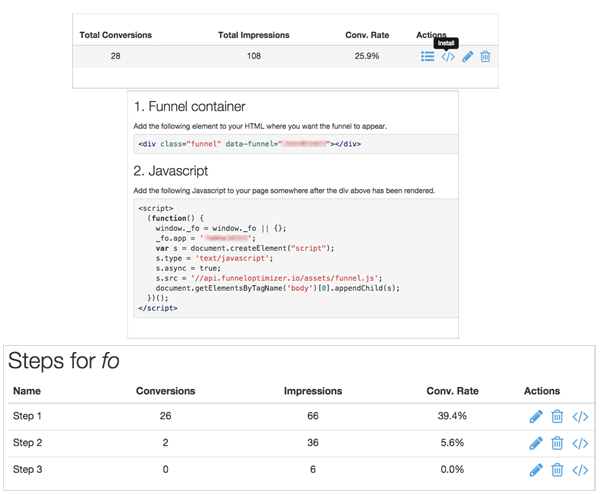 Total Conversions Total Impressions Conv. Rate Actions
Install
28 108 25.9%
1. Funnel container
Add the following element to your HTML where you want the funnel to appear.
<div class="funnel" data-funnel=" "></div>
2. Javascript
Add the following Javascript to your page somewhere after the div above has been rendered.
<script>
(function() {
window._fo = window._fo || {};
_fo.app = ' ';
var s = document.createElement("script");
s.type = 'text/javascript';
s.async = true;
s.src = '//api.funneloptimizer.io/assets/funnel.js';
document.getElementsByTagName('body')[0].appendChild(s);
})();
</script>
Steps for fo
Name Conversions Impressions Conv. Rate Actions
Step 1 26 66 39.4%
Step 2 2 36 5.6%
Step 3 0 6 0.0%